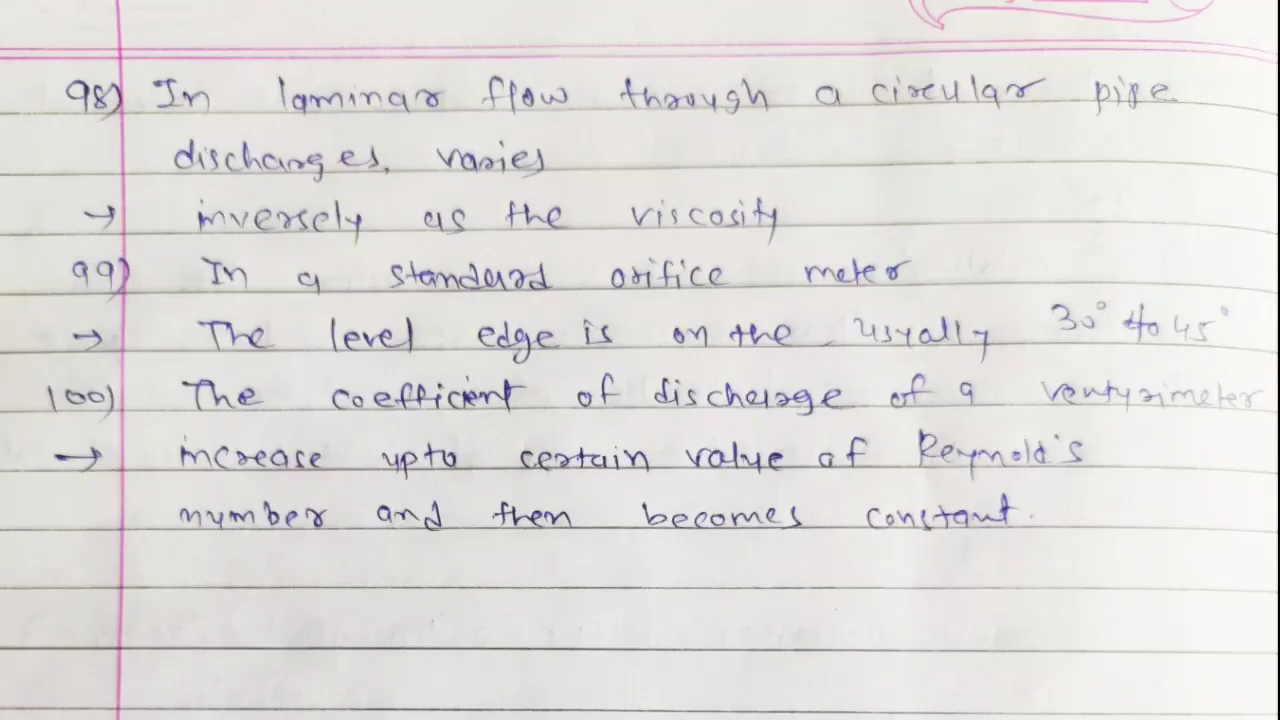 98) In laminar flow through a circular pipe
discharges, varies
→ inversely as the viscosity
99) In a standard orifice meter
→ The level edge is on the usually 30° to 45°
100) The coefficient of discharge of a venturimeter
→ increase upto certain value of Reynold's
number and then becomes constant.